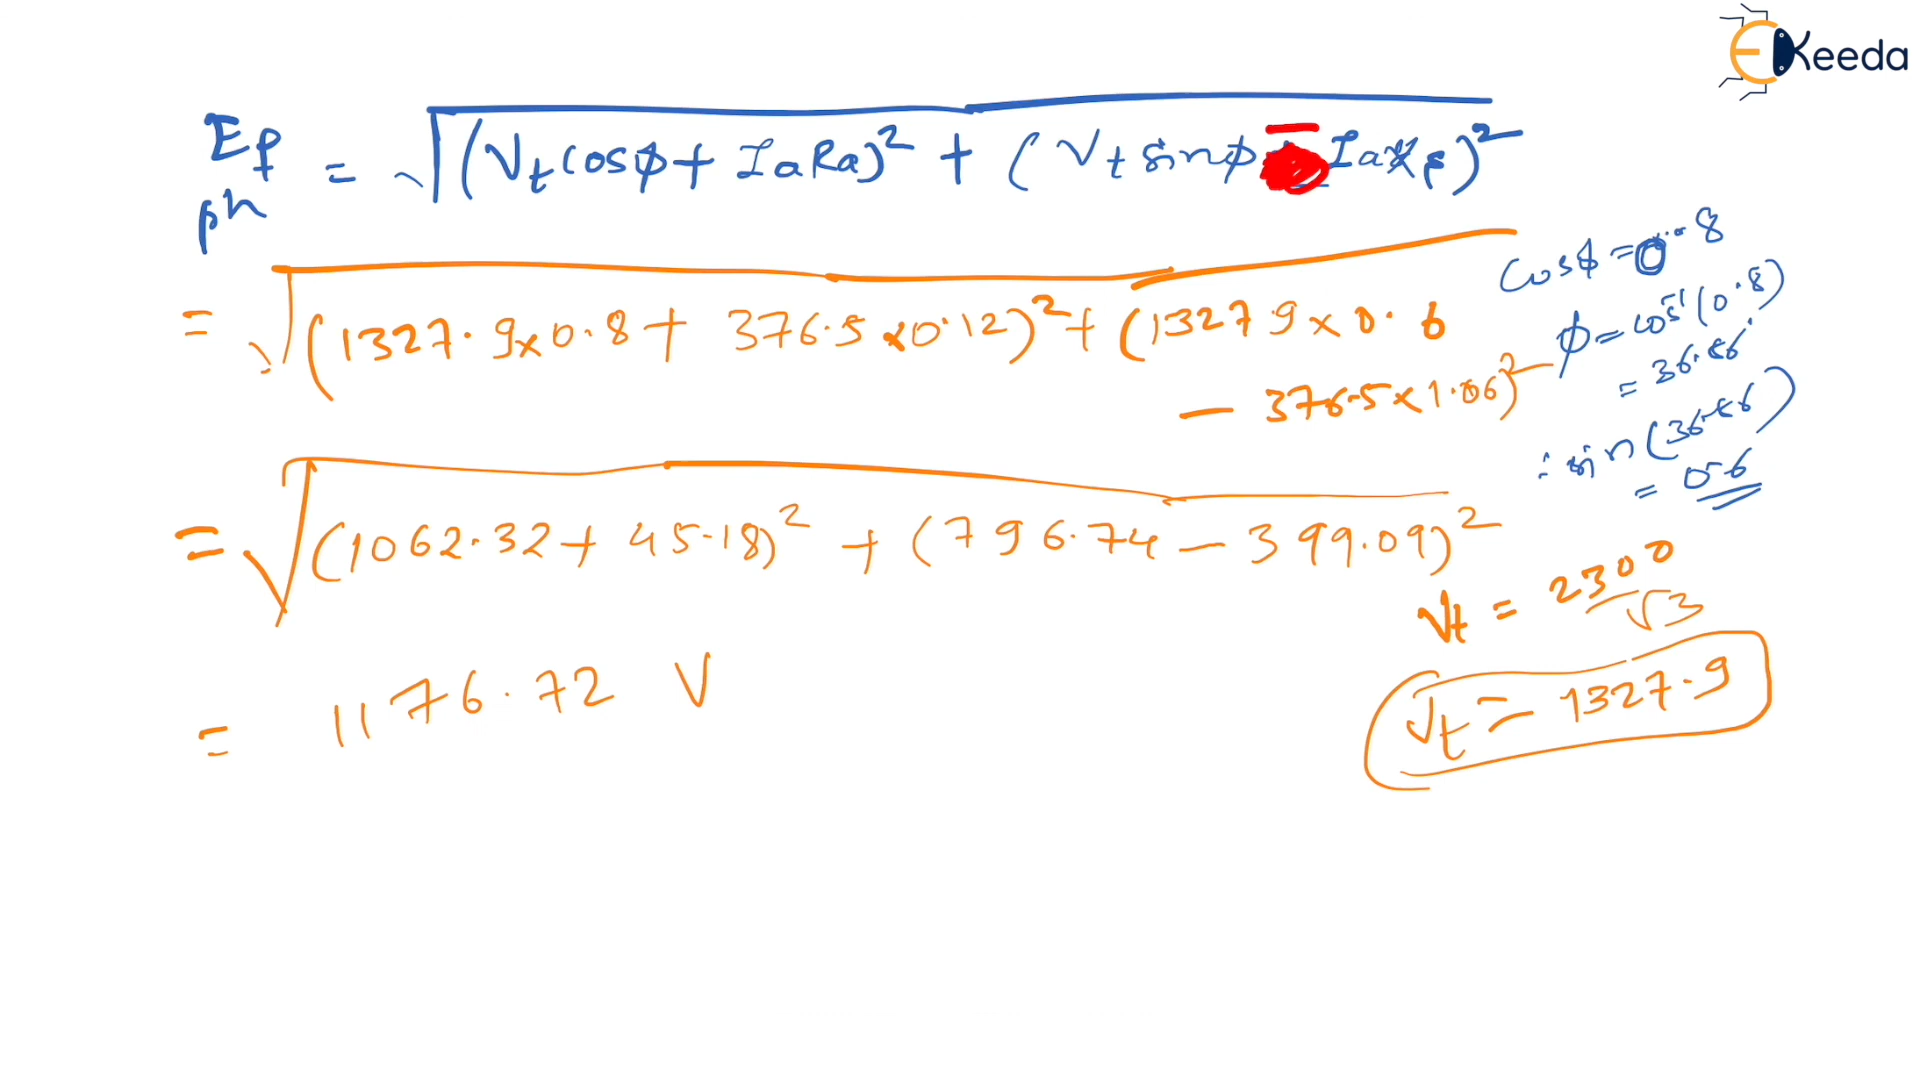 EKeeda
Ef ph = √(Vt cosϕ + IaRa)² + (Vt sinϕ − IaXs)²
= √(1327.9×0.8 + 376.5×0.12)² + (1327.9×0.6
− 376.5×1.06)²
cosϕ = 0.8
ϕ = cos⁻¹(0.8)
= 36.86°
∴ sin(36.86)
= 0.6
= √(1062.32 + 45.18)² + (796.74 − 399.09)²
Vt = 2300/√3
Vt = 1327.9
= 1176.72 V